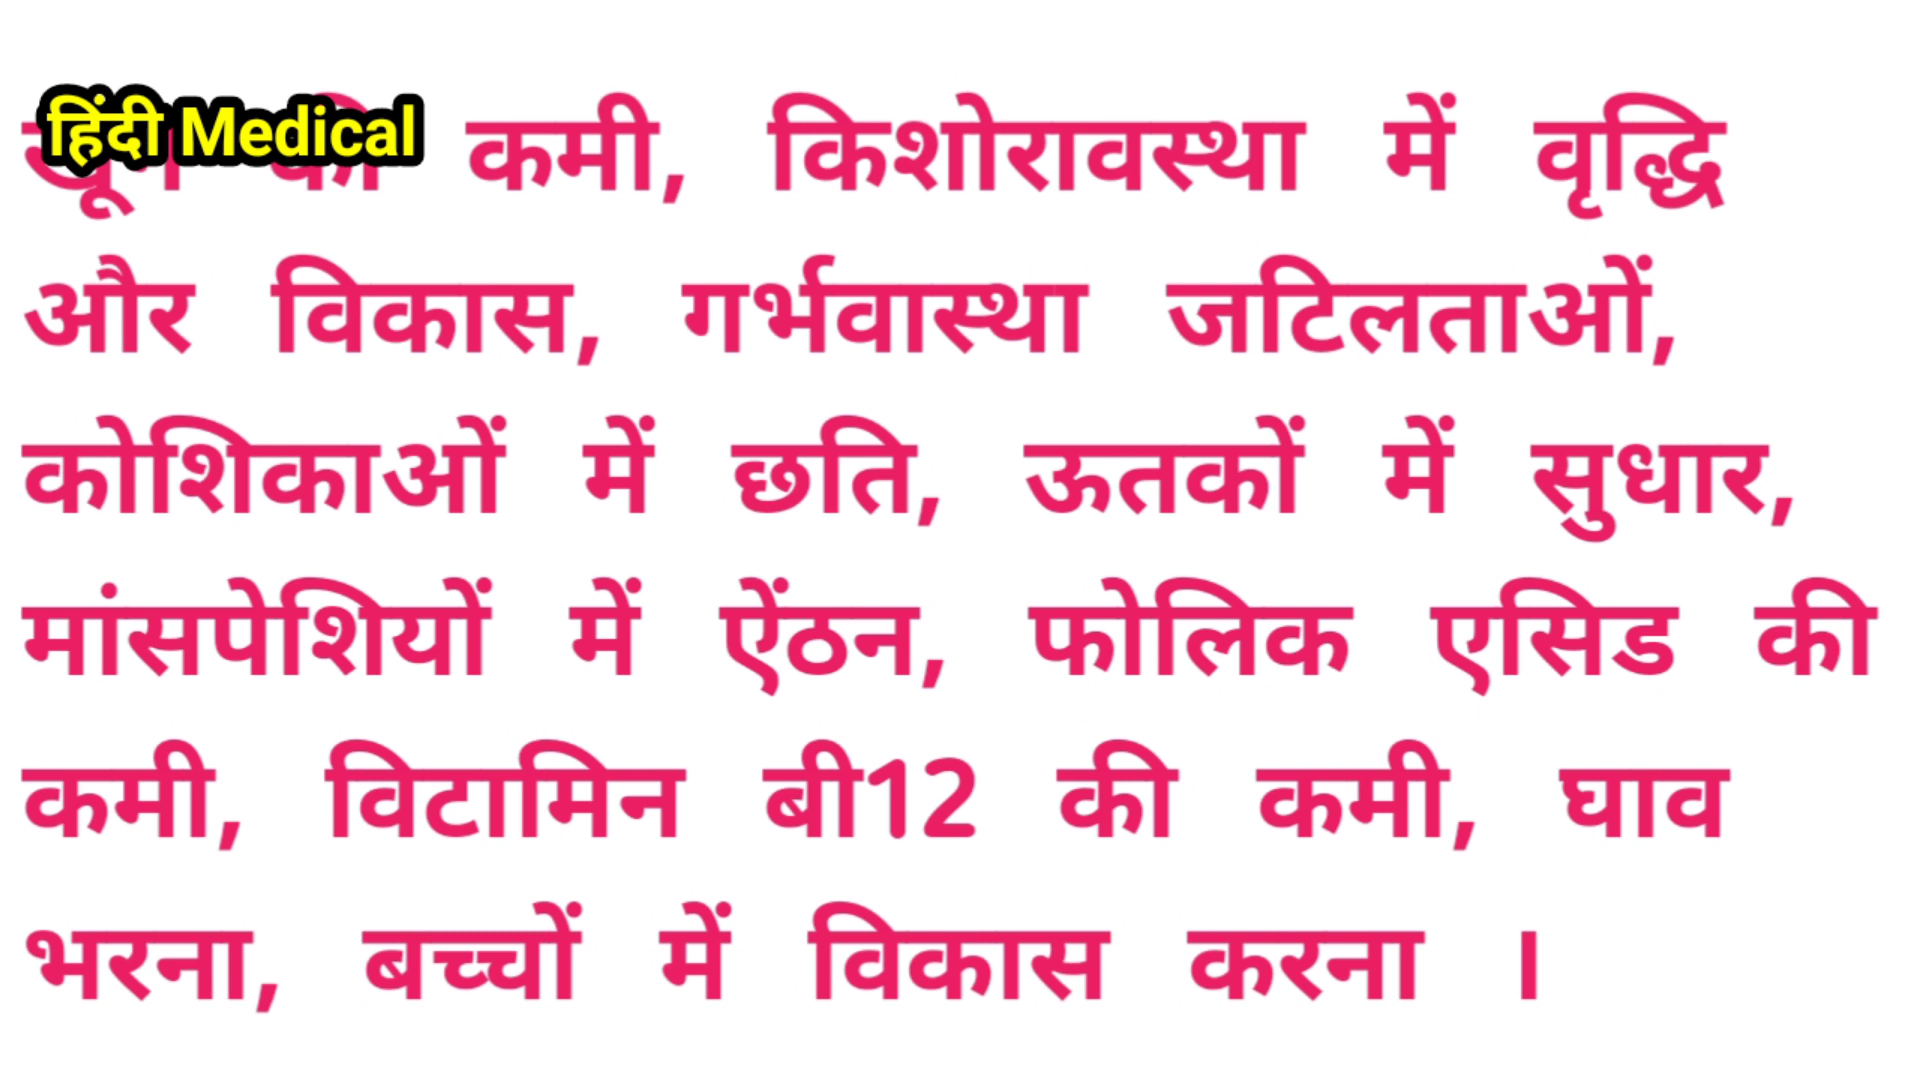 हिंदी Medical
कमी, किशोरावस्था में वृद्धि
और विकास, गर्भवास्था जटिलताओं,
कोशिकाओं में छति, ऊतकों में सुधार,
मांसपेशियों में ऐंठन, फोलिक एसिड की
कमी, विटामिन बी12 की कमी, घाव
भरना, बच्चों में विकास करना ।